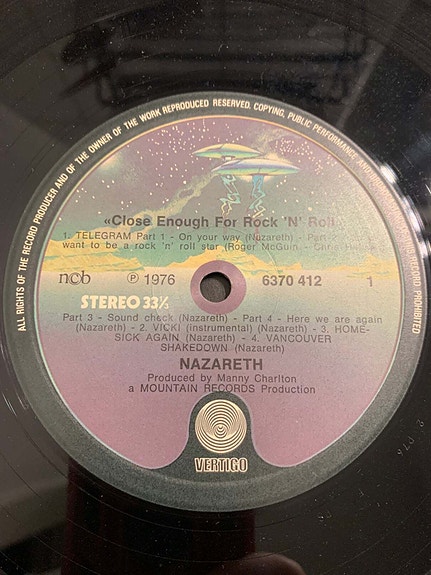 ALL RIGHTS OF THE RECORD PRODUCER AND OF THE OWNER OF THE WORK REPRODUCED RESERVED. COPYING, PUBLIC PERFORMANCE AND RECORD PROHIBITED
«Close Enough For Rock 'N' Roll»
1. TELEGRAM Part 1 - On your way (Nazareth) - Part 2
want to be a rock 'n' roll star (Roger McGuin - Chris
ncb
℗ 1976
6370 412
1
STEREO 33⅓
Part 3 - Sound check (Nazareth) - Part 4 - Here we are again
(Nazareth) - 2. VICKI (instrumental) (Nazareth) - 3. HOME-
SICK AGAIN (Nazareth) - 4. VANCOUVER
SHAKEDOWN (Nazareth)
NAZARETH
Produced by Manny Charlton
a MOUNTAIN RECORDS Production
VERTIGO